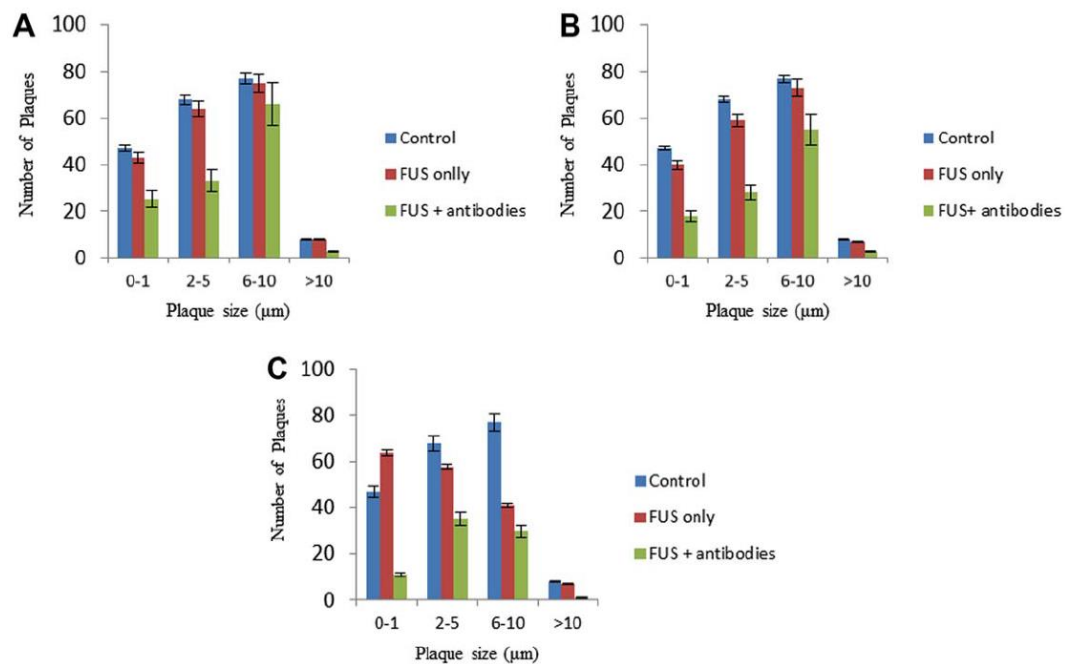 A
100
80
60
40
20
0
Number of Plaques
0-1 2-5 6-10 >10
Plaque size (µm)
Control
FUS onlly
FUS + antibodies
B
100
80
60
40
20
0
Number of Plaques
0-1 2-5 6-10 >10
Plaque size (µm)
Control
FUS only
FUS+ antibodies
C
100
80
60
40
20
0
Number of Plaques
0-1 2-5 6-10 >10
Plaque size (µm)
Control
FUS only
FUS + antibodies